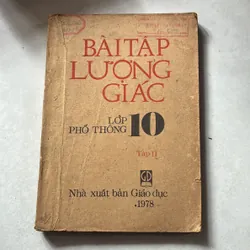 BÀI TẬP
LƯỢNG
GIÁC
LỚP
PHỔ THÔNG 10
Tập II
Nhà xuất bản Giáo dục
1978